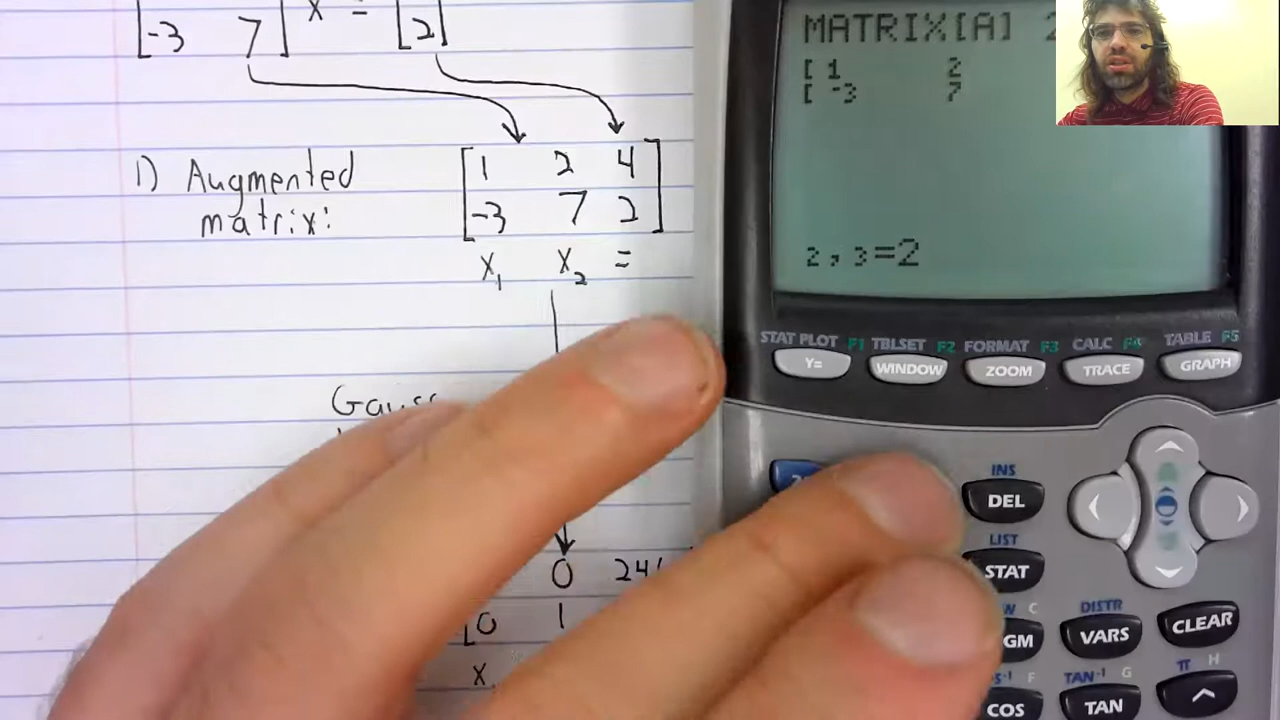 [-3 7] x = [2]
MATRIX[A] 2
[ 1 2
[ -3 7
2,3=2
1) Augmented
matrix:
[1 2 4]
[-3 7 2]
x₁ x₂ =
0 24/
[0 1
x
STAT PLOT F1 TBLSET F2 FORMAT F3 CALC F4 TABLE F5
Y= WINDOW ZOOM TRACE GRAPH
INS
DEL
LIST
STAT
C DISTR
GM VARS CLEAR
F TAN⁻¹ G π H
COS TAN ^